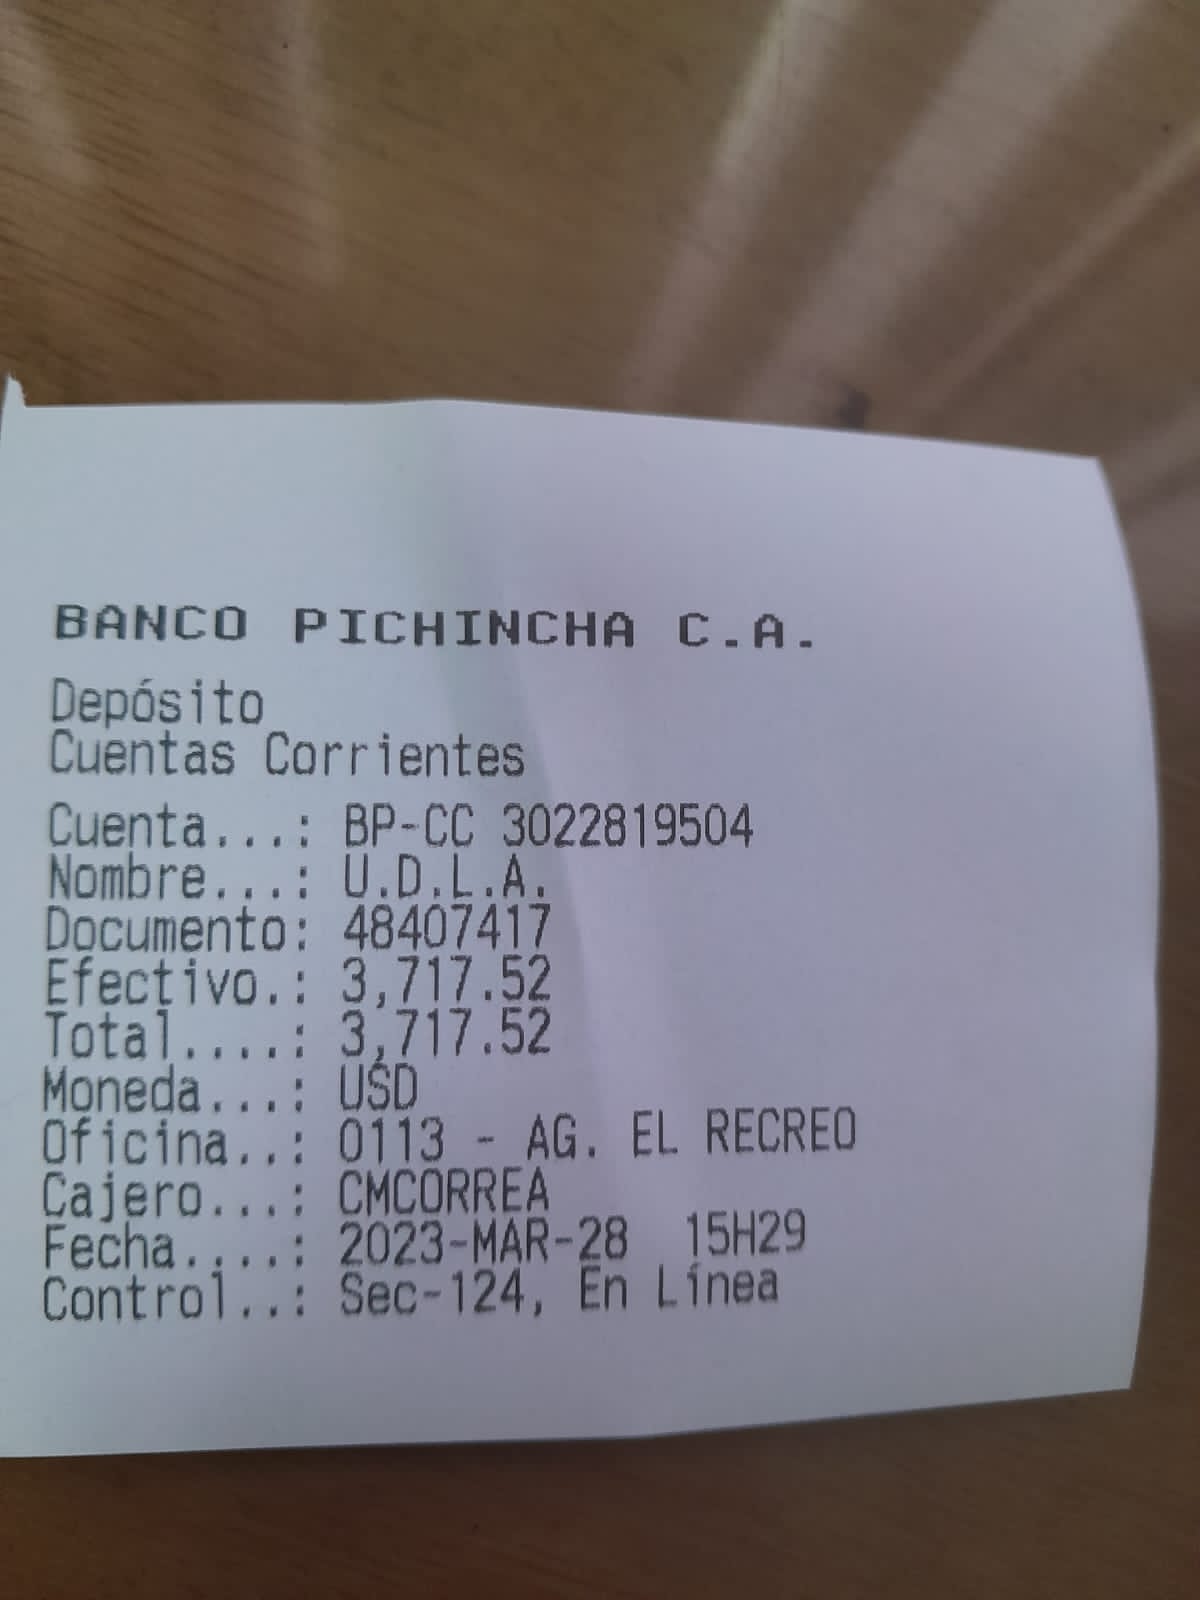 BANCO PICHINCHA C.A.
Depósito
Cuentas Corrientes
Cuenta...: BP-CC 3022819504
Nombre...: U.D.L.A.
Documento: 48407417
Efectivo.: 3,717.52
Total....: 3,717.52
Moneda...: USD
Oficina..: 0113 - AG. EL RECREO
Cajero...: CMCORREA
Fecha....: 2023-MAR-28  15H29
Control..: Sec-124, En Línea